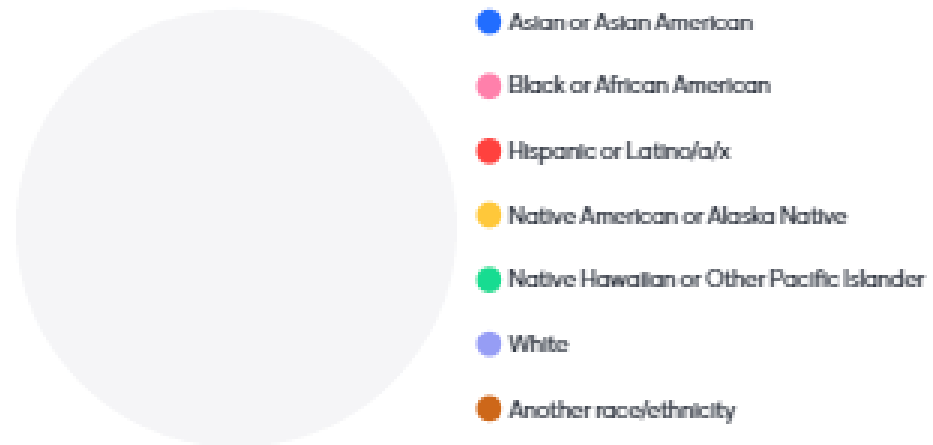 Asian or Asian American
Black or African American
Hispanic or Latino/a/x
Native American or Alaska Native
Native Hawaiian or Other Pacific Islander
White
Another race/ethnicity